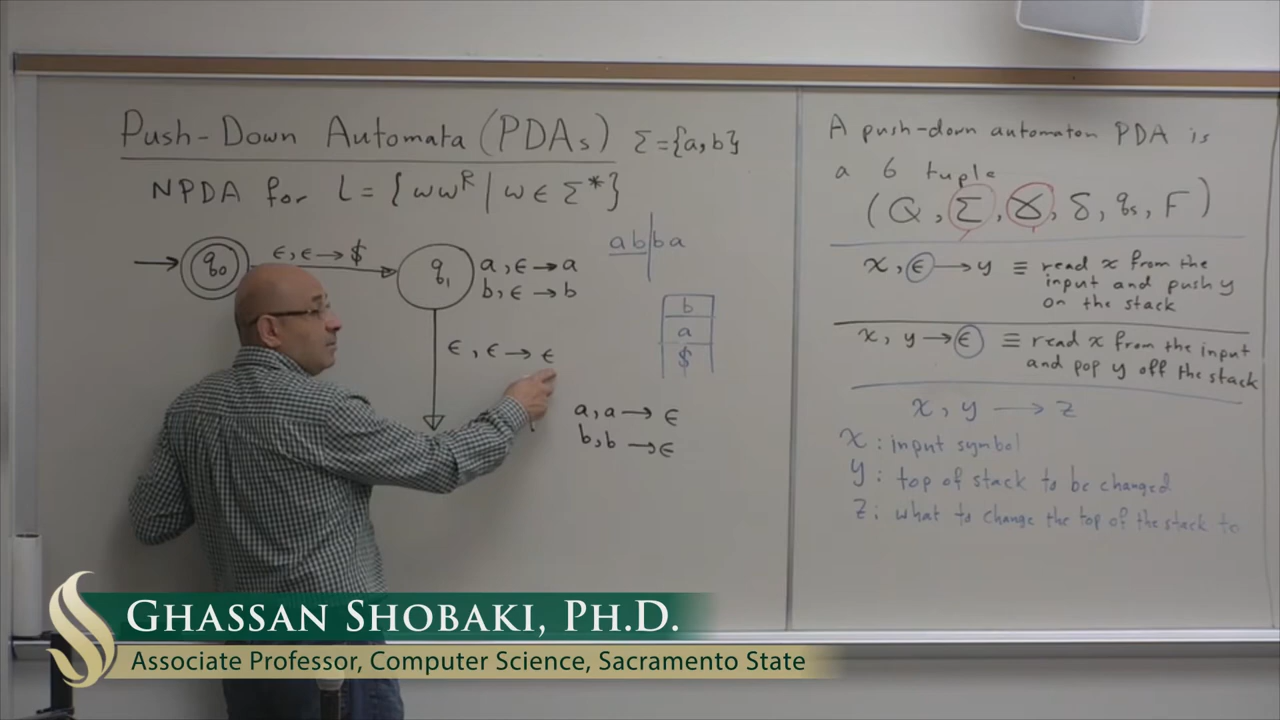 Push-Down Automata (PDAs) Σ={a,b}
NPDA for L = {ww^R | w ∈ Σ*}
q₀
ϵ, ϵ → $
q₁
a, ϵ → a
b, ϵ → b
ϵ, ϵ → ϵ
a, a → ϵ
b, b → ϵ
ab|ba
b
a
$
A push-down automaton PDA is
a 6 tuple
(Q, Σ, Ɣ, δ, qs, F)
x, ϵ → y ≡ read x from the
input and push y
on the stack
x, y → ϵ ≡ read x from the input
and pop y off the stack
x, y → z
x: input symbol
y: top of stack to be changed
z: what to change the top of the stack to
GHASSAN SHOBAKI, PH.D.
Associate Professor, Computer Science, Sacramento State